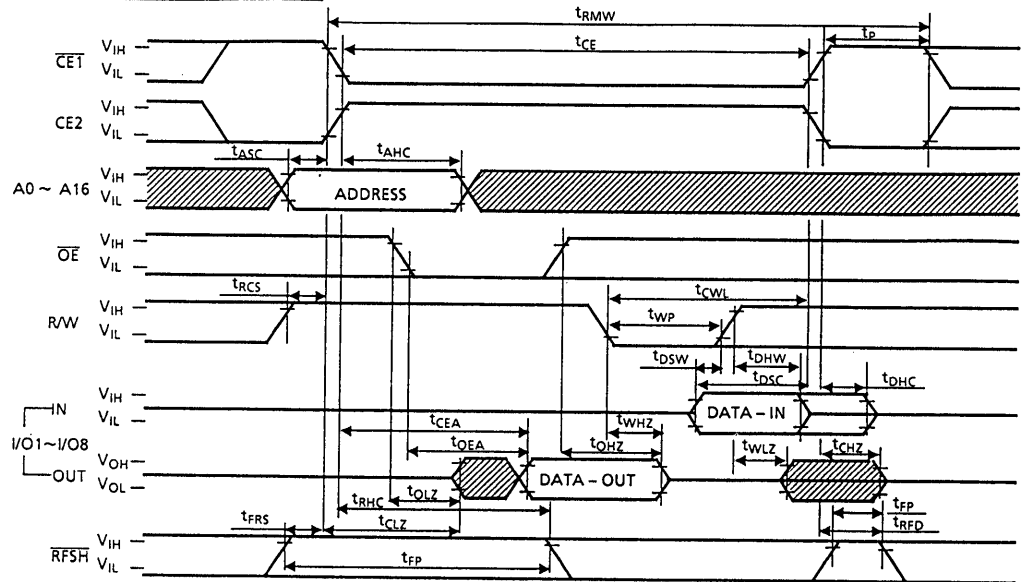 tRMW
tCE
tP
CE1
VIH
VIL
CE2
VIH
VIL
tASC
tAHC
A0 ~ A16
VIH
VIL
ADDRESS
OE
VIH
VIL
tRCS
tCWL
R/W
VIH
VIL
tWP
tDSW
tDHW
tDSC
tDHC
IN
VIH
VIL
DATA – IN
I/O1~I/O8
tCEA
tWHZ
tOEA
tOHZ
tWLZ
tCHZ
OUT
VOH
VOL
DATA – OUT
tOLZ
tRHC
tFP
tFRS
tCLZ
tRFD
RFSH
VIH
VIL
tFP